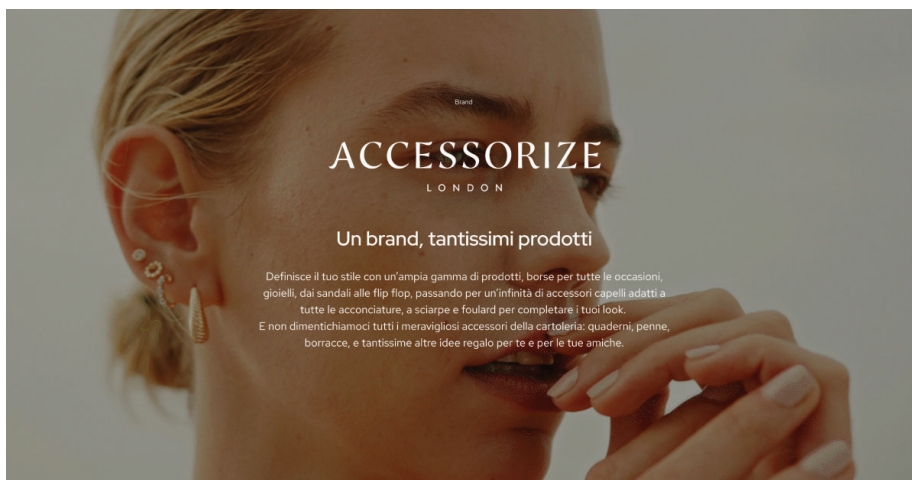 Brand
ACCESSORIZE
LONDON
Un brand, tantissimi prodotti
Definisce il tuo stile con un'ampia gamma di prodotti, borse per tutte le occasioni,
gioielli, dai sandali alle flip flop, passando per un'infinità di accessori capelli adatti a
tutte le acconciature, a sciarpe e foulard per completare i tuoi look.
E non dimentichiamoci tutti i meravigliosi accessori della cartoleria: quaderni, penne,
borracce, e tantissime altre idee regalo per te e per le tue amiche.